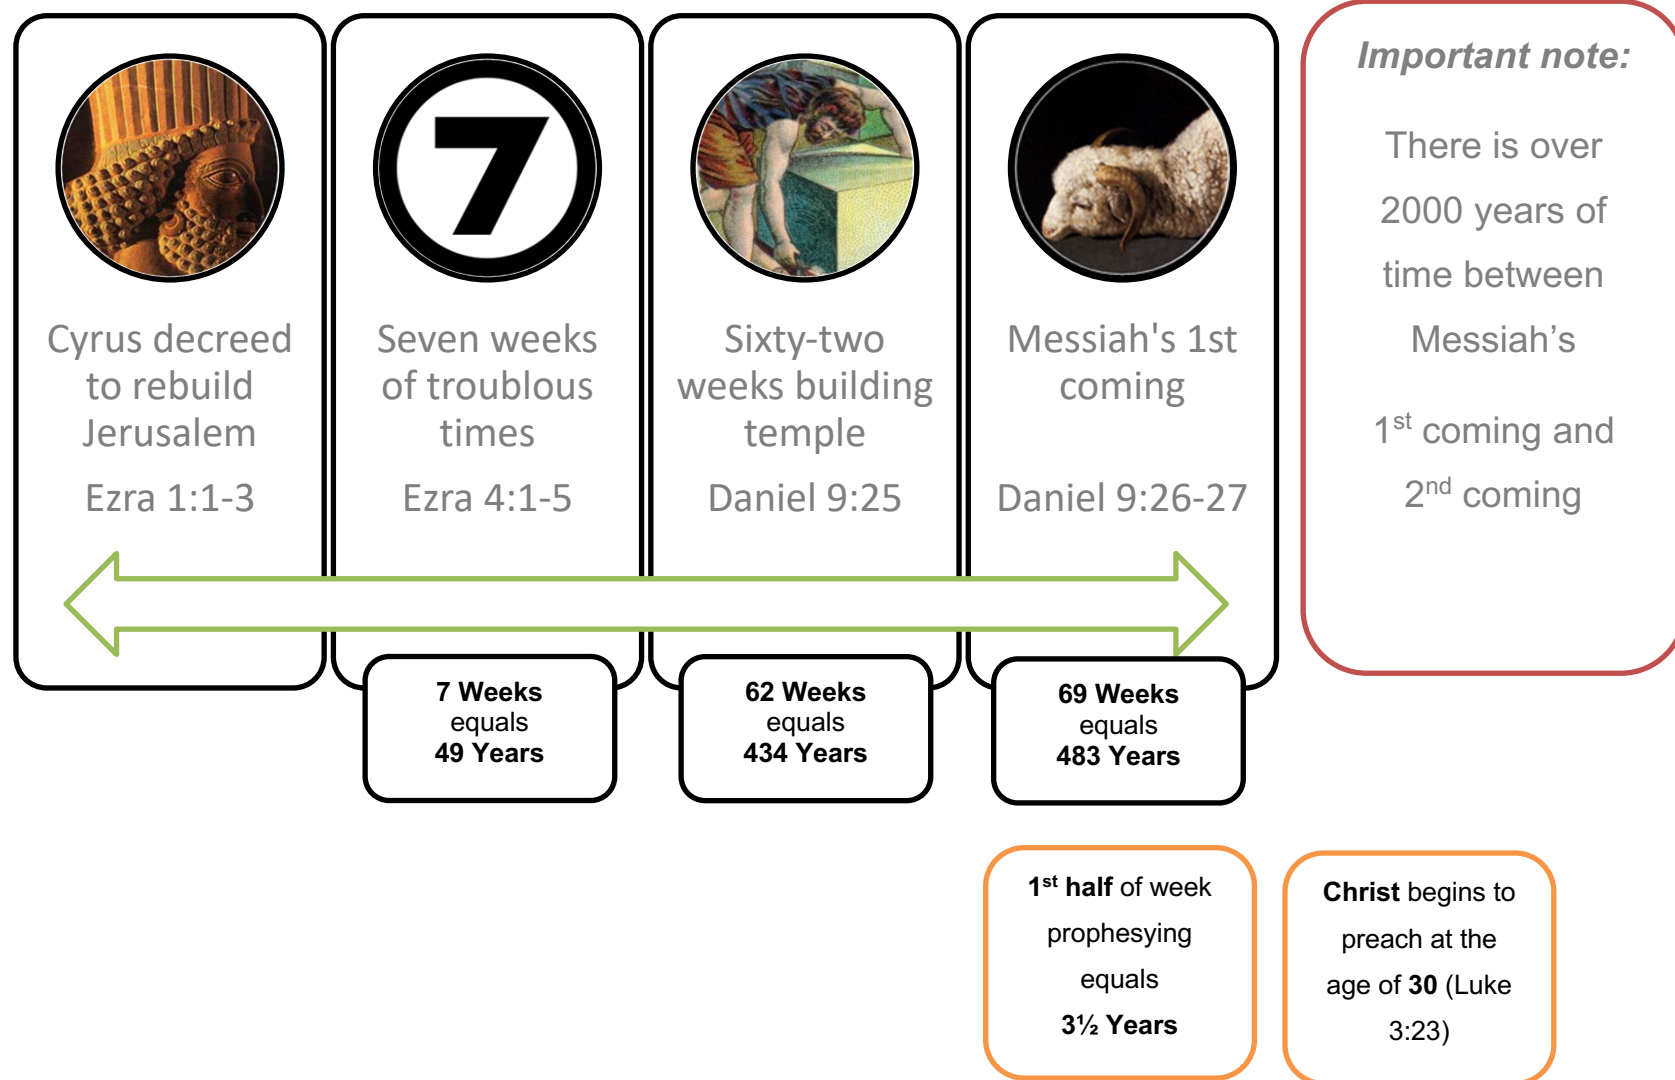 7
Cyrus decreed
to rebuild
Jerusalem
Ezra 1:1-3
Seven weeks
of troublous
times
Ezra 4:1-5
Sixty-two
weeks building
temple
Daniel 9:25
Messiah's 1st
coming
Daniel 9:26-27
Important note:
There is over
2000 years of
time between
Messiah’s
1st coming and
2nd coming
7 Weeks
equals
49 Years
62 Weeks
equals
434 Years
69 Weeks
equals
483 Years
1st half of week
prophesying
equals
3½ Years
Christ begins to
preach at the
age of 30 (Luke
3:23)